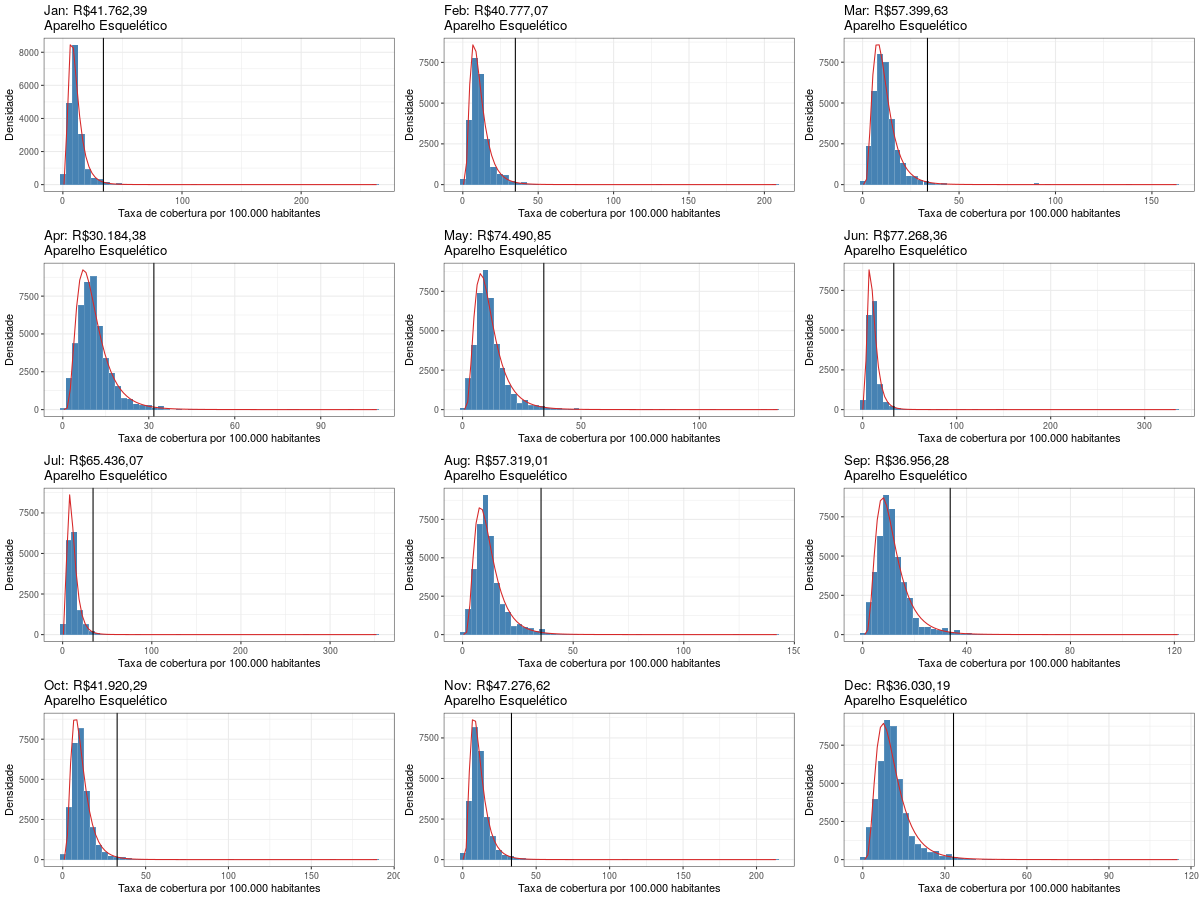 Jan: R$41.762,39
Aparelho Esquelético
Densidade
8000
6000
4000
2000
0
0
100
200
Taxa de cobertura por 100.000 habitantes
Feb: R$40.777,07
Aparelho Esquelético
Densidade
7500
5000
2500
0
0
50
100
150
200
Taxa de cobertura por 100.000 habitantes
Mar: R$57.399,63
Aparelho Esquelético
Densidade
7500
5000
2500
0
0
50
100
150
Taxa de cobertura por 100.000 habitantes
Apr: R$30.184,38
Aparelho Esquelético
Densidade
7500
5000
2500
0
0
30
60
90
Taxa de cobertura por 100.000 habitantes
May: R$74.490,85
Aparelho Esquelético
Densidade
7500
5000
2500
0
0
50
100
Taxa de cobertura por 100.000 habitantes
Jun: R$77.268,36
Aparelho Esquelético
Densidade
7500
5000
2500
0
0
100
200
300
Taxa de cobertura por 100.000 habitantes
Jul: R$65.436,07
Aparelho Esquelético
Densidade
7500
5000
2500
0
0
100
200
300
Taxa de cobertura por 100.000 habitantes
Aug: R$57.319,01
Aparelho Esquelético
Densidade
7500
5000
2500
0
0
50
100
150
Taxa de cobertura por 100.000 habitantes
Sep: R$36.956,28
Aparelho Esquelético
Densidade
7500
5000
2500
0
0
40
80
120
Taxa de cobertura por 100.000 habitantes
Oct: R$41.920,29
Aparelho Esquelético
Densidade
7500
5000
2500
0
0
50
100
150
200
Taxa de cobertura por 100.000 habitantes
Nov: R$47.276,62
Aparelho Esquelético
Densidade
7500
5000
2500
0
0
50
100
150
200
Taxa de cobertura por 100.000 habitantes
Dec: R$36.030,19
Aparelho Esquelético
Densidade
7500
5000
2500
0
0
30
60
90
120
Taxa de cobertura por 100.000 habitantes